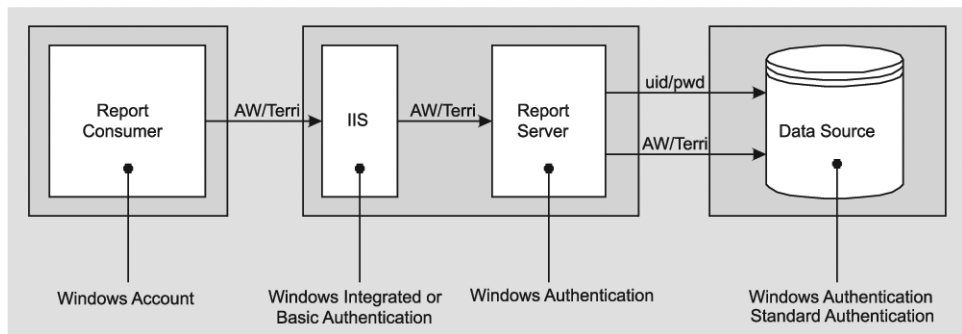 Report
Consumer
AW/Terri
IIS
AW/Terri
Report
Server
uid/pwd
AW/Terri
Data Source
Windows Account
Windows Integrated or
Basic Authentication
Windows Authentication
Windows Authentication
Standard Authentication